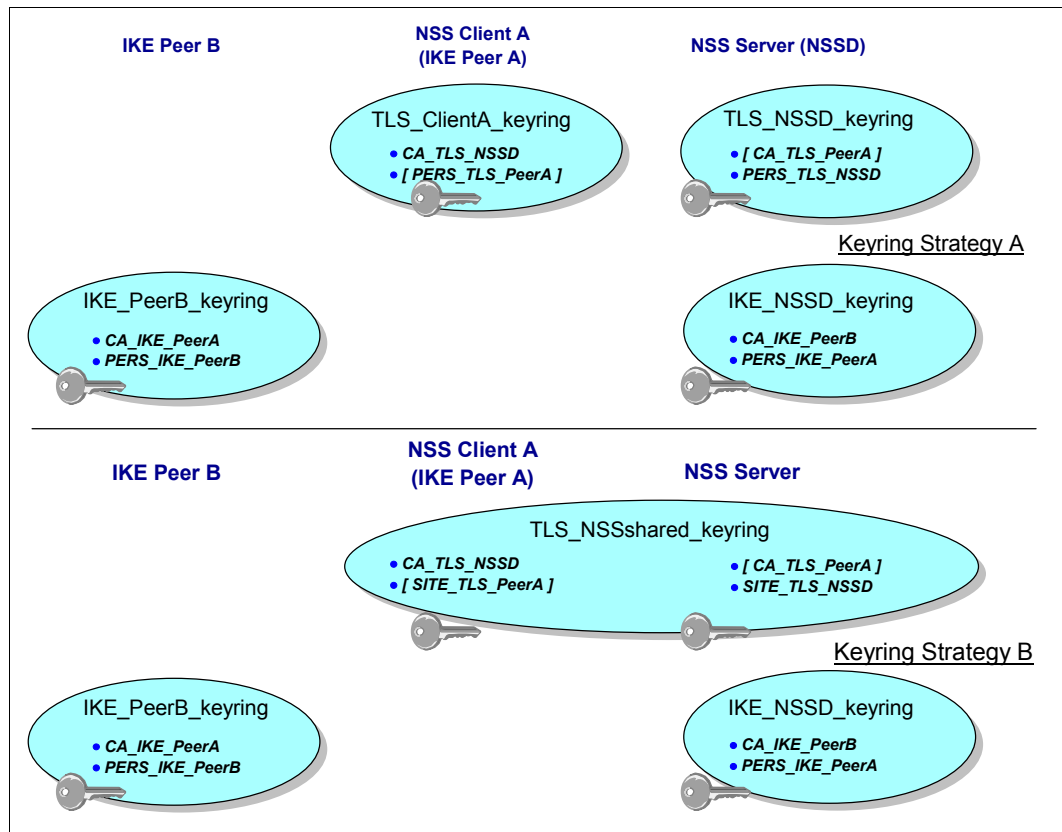 IKE Peer B
NSS Client A
(IKE Peer A)
NSS Server (NSSD)
TLS_ClientA_keyring
• CA_TLS_NSSD
• [ PERS_TLS_PeerA ]
TLS_NSSD_keyring
• [ CA_TLS_PeerA ]
• PERS_TLS_NSSD
Keyring Strategy A
IKE_PeerB_keyring
• CA_IKE_PeerA
• PERS_IKE_PeerB
IKE_NSSD_keyring
• CA_IKE_PeerB
• PERS_IKE_PeerA
IKE Peer B
NSS Client A
(IKE Peer A)
NSS Server
TLS_NSSshared_keyring
• CA_TLS_NSSD
• [ SITE_TLS_PeerA ]
• [ CA_TLS_PeerA ]
• SITE_TLS_NSSD
Keyring Strategy B
IKE_PeerB_keyring
• CA_IKE_PeerA
• PERS_IKE_PeerB
IKE_NSSD_keyring
• CA_IKE_PeerB
• PERS_IKE_PeerA